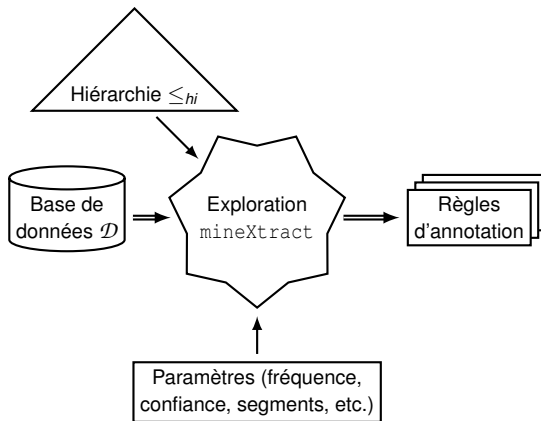 Hiérarchie ≤hi
Base de
données 𝒟
Exploration
mineXtract
Règles
d'annotation
Paramètres (fréquence,
confiance, segments, etc.)